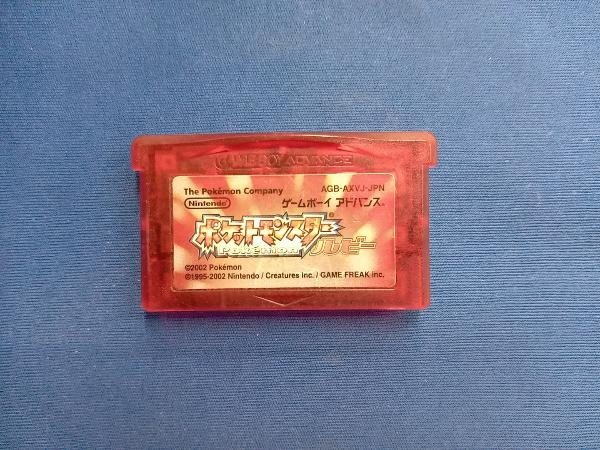 GAME BOY ADVANCE
The Pokémon Company AGB-AXVJ-JPN
Nintendo ゲームボーイ アドバンス
ポケットモンスター
POKéMON ルビー
©2002 Pokémon
©1995-2002 Nintendo / Creatures inc. / GAME FREAK inc.